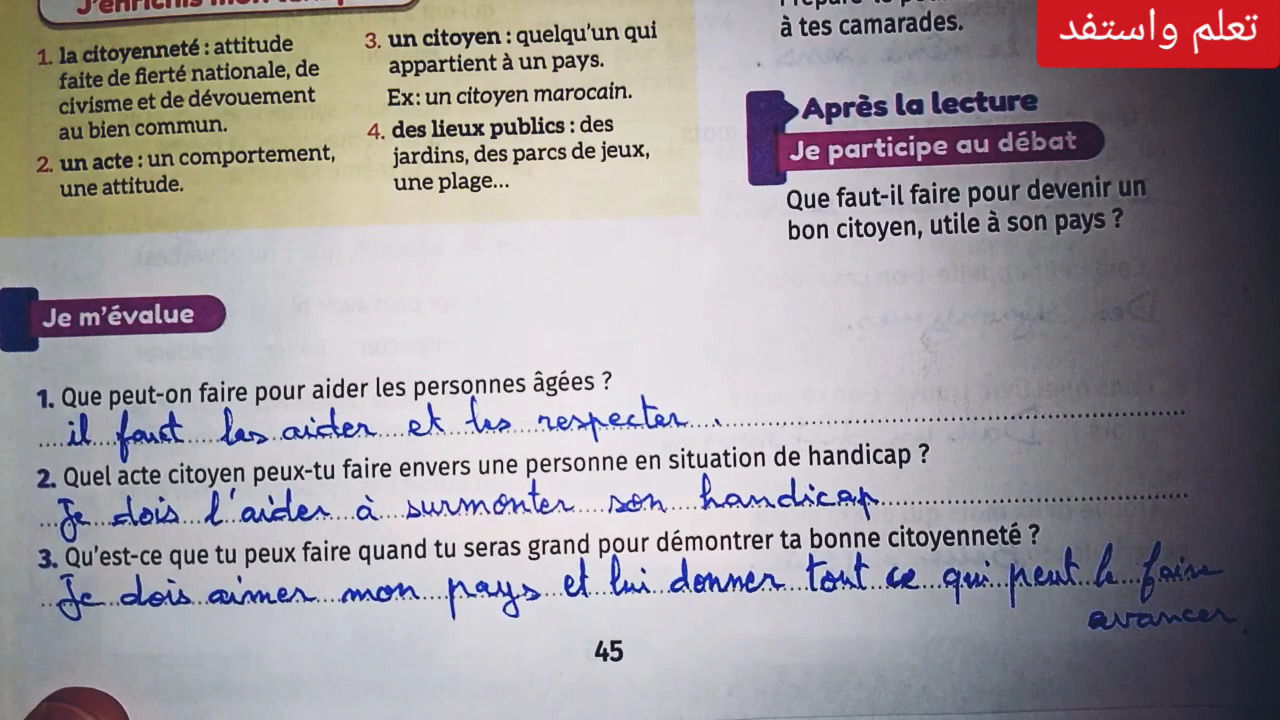 J'enrichis mon
1. la citoyenneté : attitude
faite de fierté nationale, de
civisme et de dévouement
au bien commun.
2. un acte : un comportement,
une attitude.
3. un citoyen : quelqu'un qui
appartient à un pays.
Ex: un citoyen marocain.
4. des lieux publics : des
jardins, des parcs de jeux,
une plage...
à tes camarades.
تعلم واستفد
Après la lecture
Je participe au débat
Que faut-il faire pour devenir un
bon citoyen, utile à son pays ?
Je m'évalue
1. Que peut-on faire pour aider les personnes âgées ?
il faut les aider et les respecter.
2. Quel acte citoyen peux-tu faire envers une personne en situation de handicap ?
Je dois l'aider à surmonter son handicap
3. Qu'est-ce que tu peux faire quand tu seras grand pour démontrer ta bonne citoyenneté ?
Je dois aimer mon pays et lui donner tout ce qui peut le faire
avancer.
45